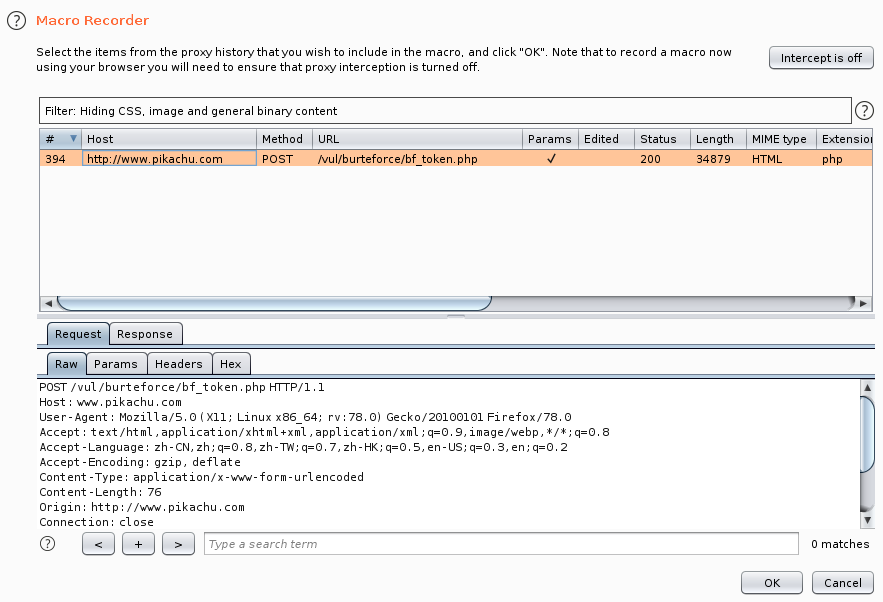 Macro Recorder
Select the items from the proxy history that you wish to include in the macro, and click "OK". Note that to record a macro now
using your browser you will need to ensure that proxy interception is turned off.
Intercept is off
Filter: Hiding CSS, image and general binary content
# Host Method URL Params Edited Status Length MIME type Extension
394 http://www.pikachu.com POST /vul/burteforce/bf_token.php ✓ 200 34879 HTML php
Request Response
Raw Params Headers Hex
POST /vul/burteforce/bf_token.php HTTP/1.1
Host: www.pikachu.com
User-Agent: Mozilla/5.0 (X11; Linux x86_64; rv:78.0) Gecko/20100101 Firefox/78.0
Accept: text/html,application/xhtml+xml,application/xml;q=0.9,image/webp,*/*;q=0.8
Accept-Language: zh-CN,zh;q=0.8,zh-TW;q=0.7,zh-HK;q=0.5,en-US;q=0.3,en;q=0.2
Accept-Encoding: gzip, deflate
Content-Type: application/x-www-form-urlencoded
Content-Length: 76
Origin: http://www.pikachu.com
Connection: close
? < + > Type a search term 0 matches
OK Cancel